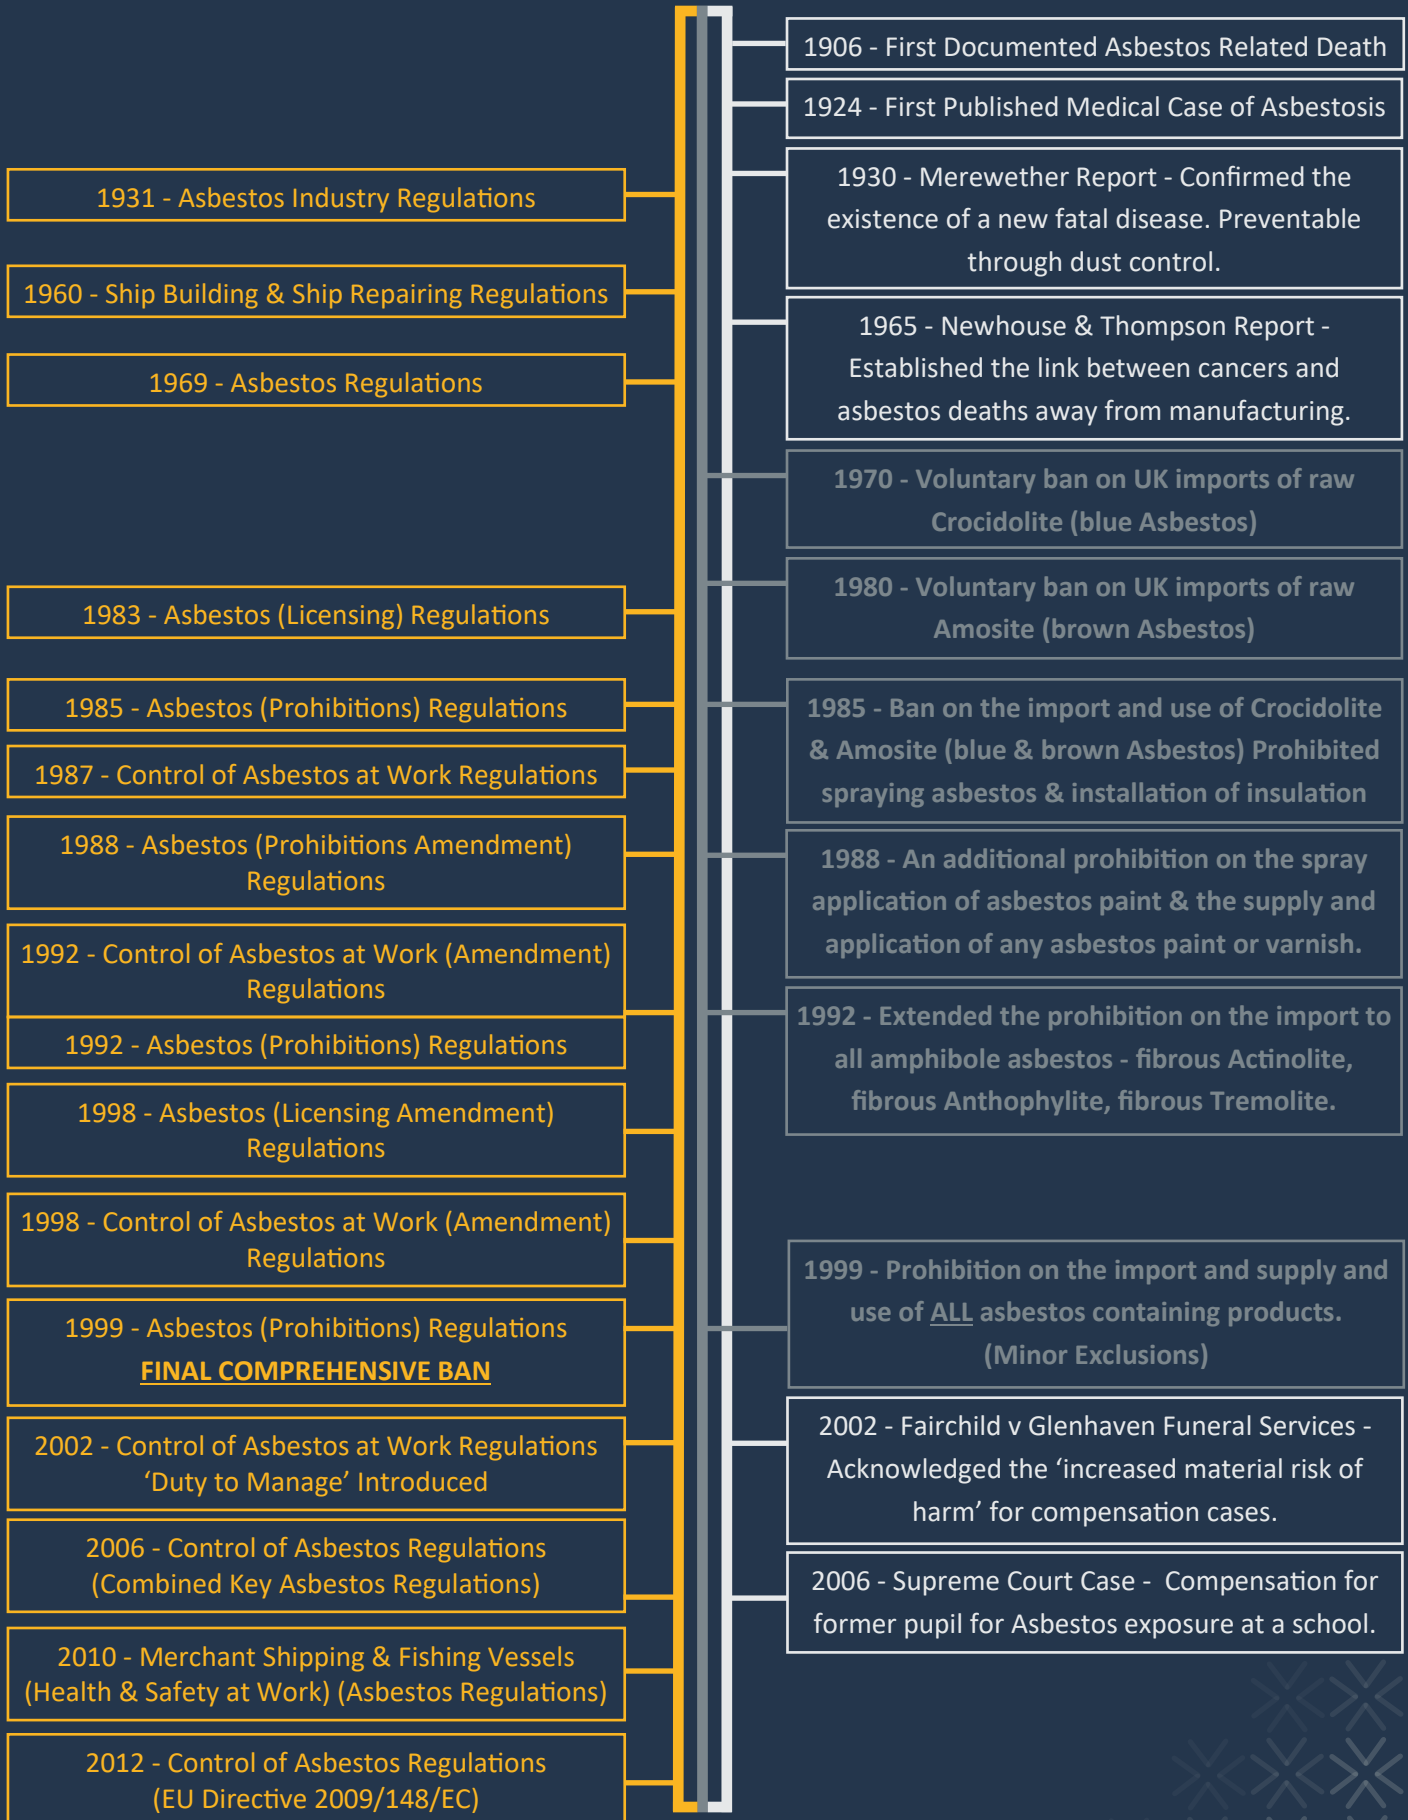 1906 - First Documented Asbestos Related Death
1924 - First Published Medical Case of Asbestosis
1930 - Merewether Report - Confirmed the
existence of a new fatal disease. Preventable
through dust control.
1965 - Newhouse & Thompson Report -
Established the link between cancers and
asbestos deaths away from manufacturing.
1970 - Voluntary ban on UK imports of raw
Crocidolite (blue Asbestos)
1980 - Voluntary ban on UK imports of raw
Amosite (brown Asbestos)
1985 - Ban on the import and use of Crocidolite
& Amosite (blue & brown Asbestos) Prohibited
spraying asbestos & installation of insulation
1988 - An additional prohibition on the spray
application of asbestos paint & the supply and
application of any asbestos paint or varnish.
1992 - Extended the prohibition on the import to
all amphibole asbestos - fibrous Actinolite,
fibrous Anthophylite, fibrous Tremolite.
1999 - Prohibition on the import and supply and
use of ALL asbestos containing products.
(Minor Exclusions)
2002 - Fairchild v Glenhaven Funeral Services -
Acknowledged the ‘increased material risk of
harm’ for compensation cases.
2006 - Supreme Court Case - Compensation for
former pupil for Asbestos exposure at a school.
1931 - Asbestos Industry Regulations
1960 - Ship Building & Ship Repairing Regulations
1969 - Asbestos Regulations
1983 - Asbestos (Licensing) Regulations
1985 - Asbestos (Prohibitions) Regulations
1987 - Control of Asbestos at Work Regulations
1988 - Asbestos (Prohibitions Amendment)
Regulations
1992 - Control of Asbestos at Work (Amendment)
Regulations
1992 - Asbestos (Prohibitions) Regulations
1998 - Asbestos (Licensing Amendment)
Regulations
1998 - Control of Asbestos at Work (Amendment)
Regulations
1999 - Asbestos (Prohibitions) Regulations
FINAL COMPREHENSIVE BAN
2002 - Control of Asbestos at Work Regulations
‘Duty to Manage’ Introduced
2006 - Control of Asbestos Regulations
(Combined Key Asbestos Regulations)
2010 - Merchant Shipping & Fishing Vessels
(Health & Safety at Work) (Asbestos Regulations)
2012 - Control of Asbestos Regulations
(EU Directive 2009/148/EC)